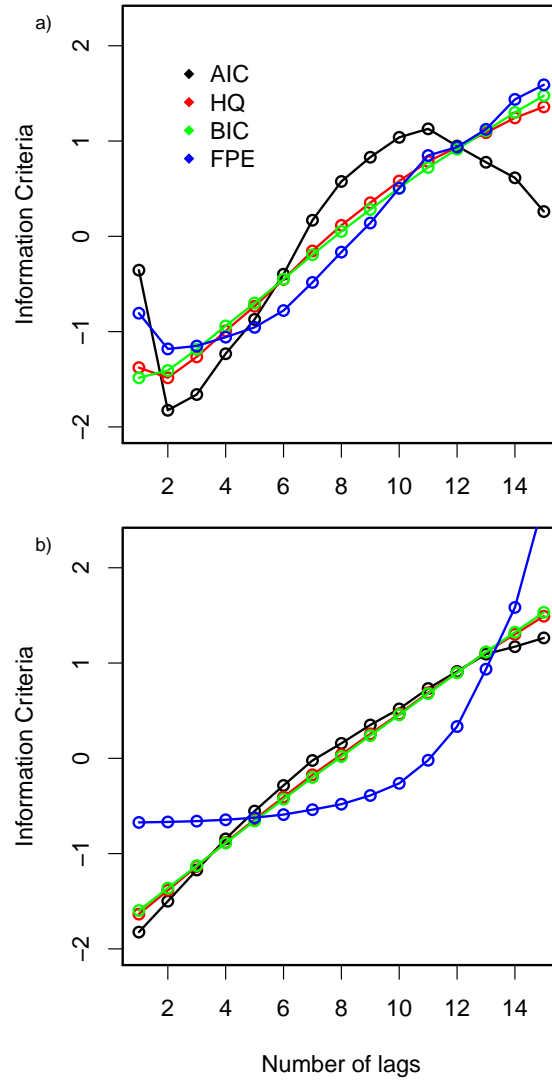 a)
2
1
0
−1
−2
Information Criteria
AIC
HQ
BIC
FPE
2 4 6 8 10 12 14
b)
2
1
0
−1
−2
Information Criteria
2 4 6 8 10 12 14
Number of lags